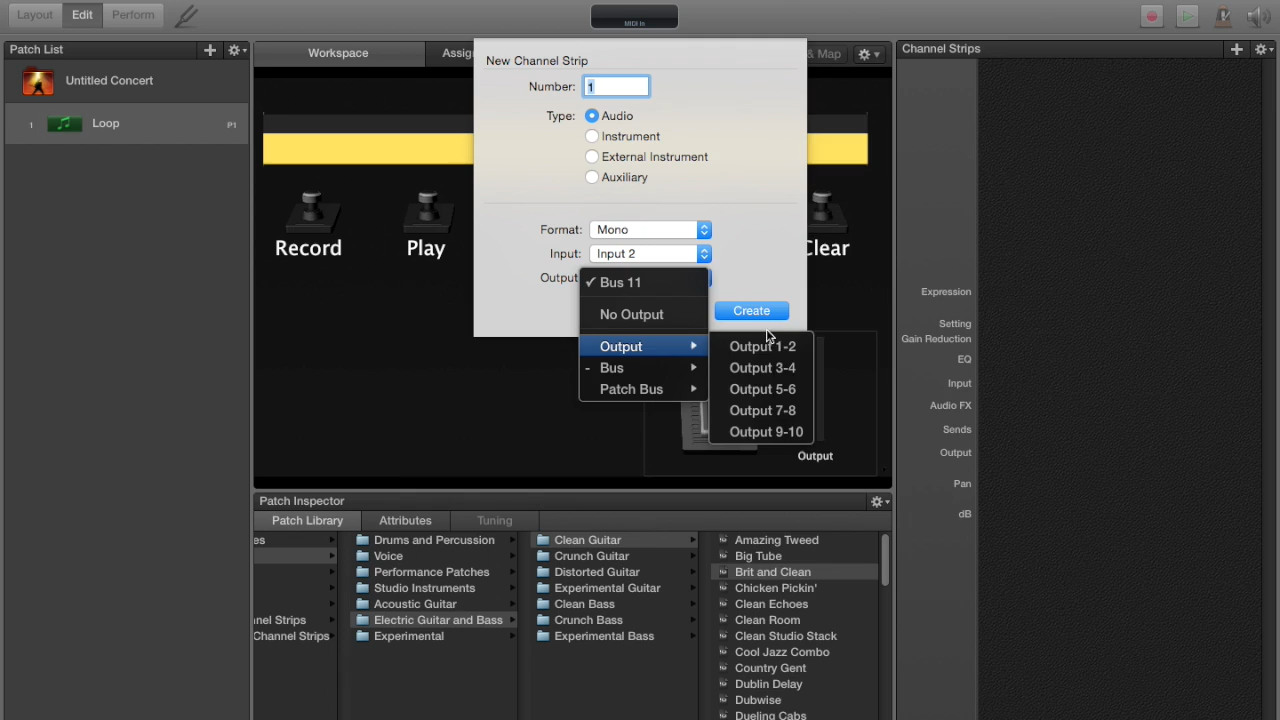 Layout Edit Perform
MIDI In
Patch List
Workspace
Assig
& Map
Channel Strips
Untitled Concert
1 Loop P1
New Channel Strip
Number: 1
Type: Audio
Instrument
External Instrument
Auxiliary
Record
Play
Clear
Format: Mono
Input: Input 2
Output
✓ Bus 11
No Output
Output
- Bus
Patch Bus
Create
Output 1-2
Output 3-4
Output 5-6
Output 7-8
Output 9-10
Output
Expression
Setting
Gain Reduction
EQ
Input
Audio FX
Sends
Output
Pan
dB
Patch Inspector
Patch Library Attributes Tuning
es
nnel Strips
Channel Strips
Drums and Percussion
Voice
Performance Patches
Studio Instruments
Acoustic Guitar
Electric Guitar and Bass
Experimental
Clean Guitar
Crunch Guitar
Distorted Guitar
Experimental Guitar
Clean Bass
Crunch Bass
Experimental Bass
Amazing Tweed
Big Tube
Brit and Clean
Chicken Pickin'
Clean Echoes
Clean Room
Clean Studio Stack
Cool Jazz Combo
Country Gent
Dublin Delay
Dubwise
Dueling Cabs